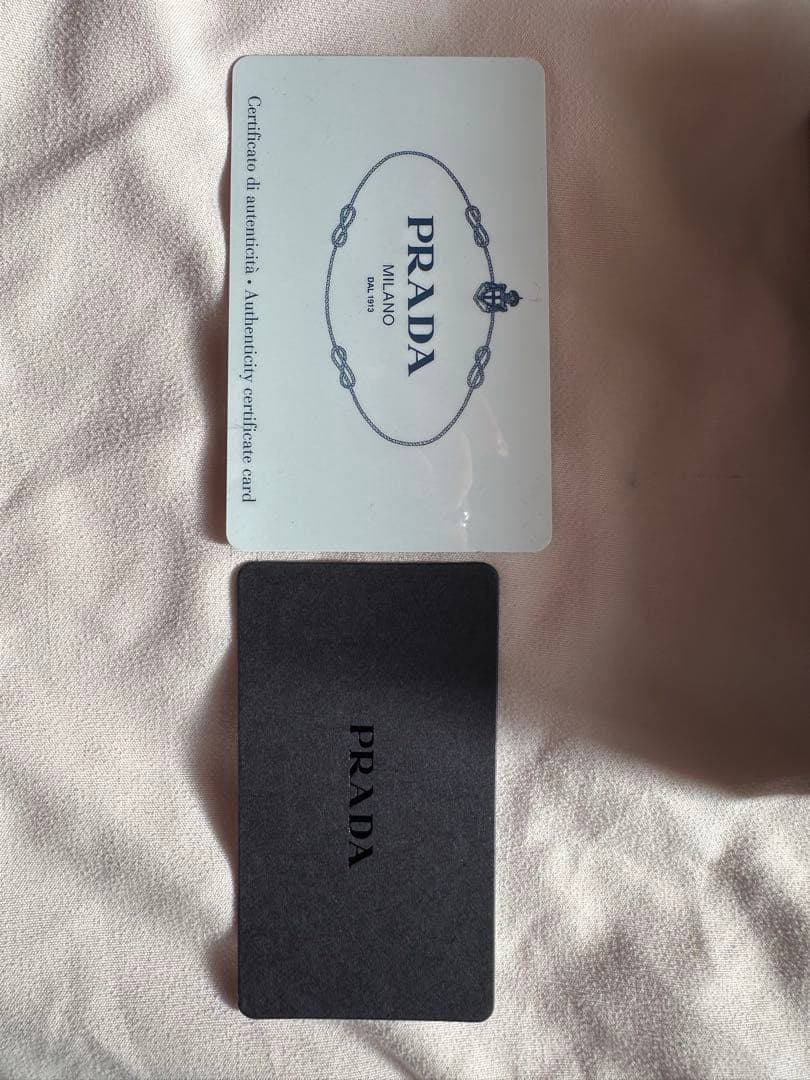 PRADA
MILANO
DAL 1913
Certificato di autenticità • Authenticity certificate card
PRADA